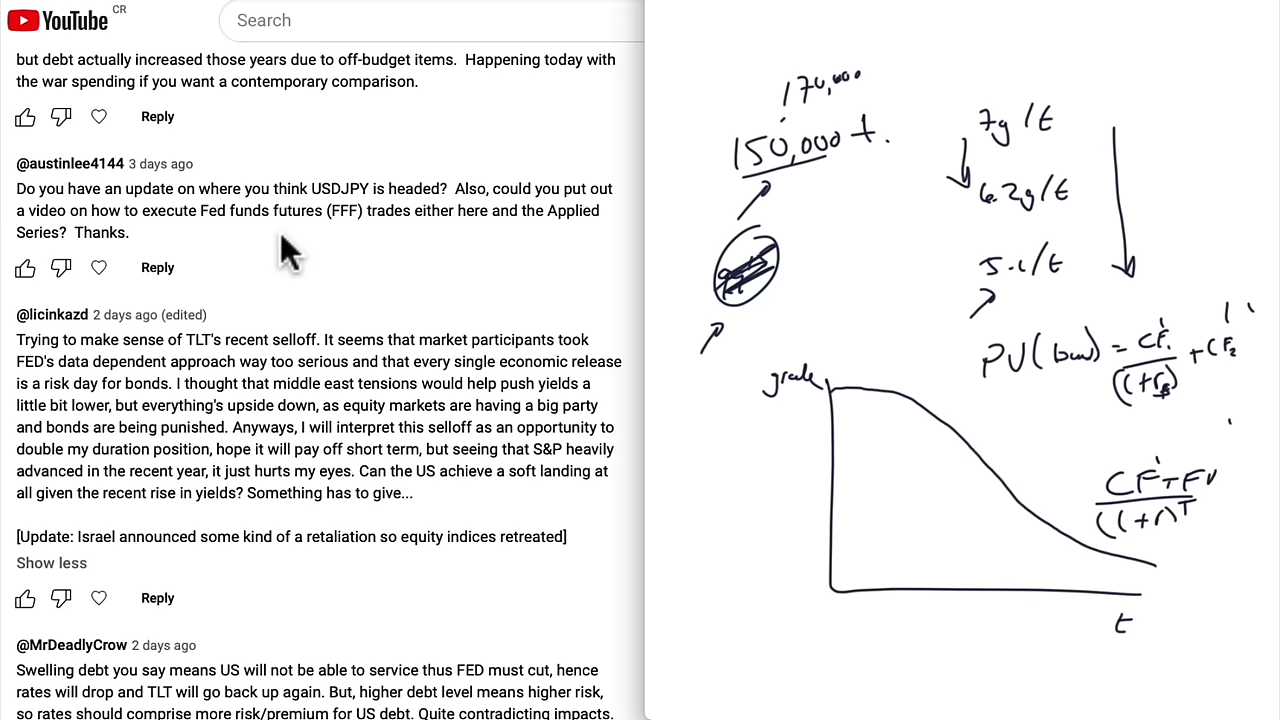 YouTube CR
Search
but debt actually increased those years due to off-budget items. Happening today with
the war spending if you want a contemporary comparison.
Reply
@austinlee4144 3 days ago
Do you have an update on where you think USDJPY is headed? Also, could you put out
a video on how to execute Fed funds futures (FFF) trades either here and the Applied
Series? Thanks.
Reply
@licinkazd 2 days ago (edited)
Trying to make sense of TLT's recent selloff. It seems that market participants took
FED's data dependent approach way too serious and that every single economic release
is a risk day for bonds. I thought that middle east tensions would help push yields a
little bit lower, but everything's upside down, as equity markets are having a big party
and bonds are being punished. Anyways, I will interpret this selloff as an opportunity to
double my duration position, hope it will pay off short term, but seeing that S&P heavily
advanced in the recent year, it just hurts my eyes. Can the US achieve a soft landing at
all given the recent rise in yields? Something has to give...
[Update: Israel announced some kind of a retaliation so equity indices retreated]
Show less
Reply
@MrDeadlyCrow 2 days ago
Swelling debt you say means US will not be able to service thus FED must cut, hence
rates will drop and TLT will go back up again. But, higher debt level means higher risk,
so rates should comprise more risk/premium for US debt. Quite contradicting impacts.
170,000
150,000 t.
7g/t
6.2g/t
/t
PV(bond) = CF₁ + CF₂
grade
t